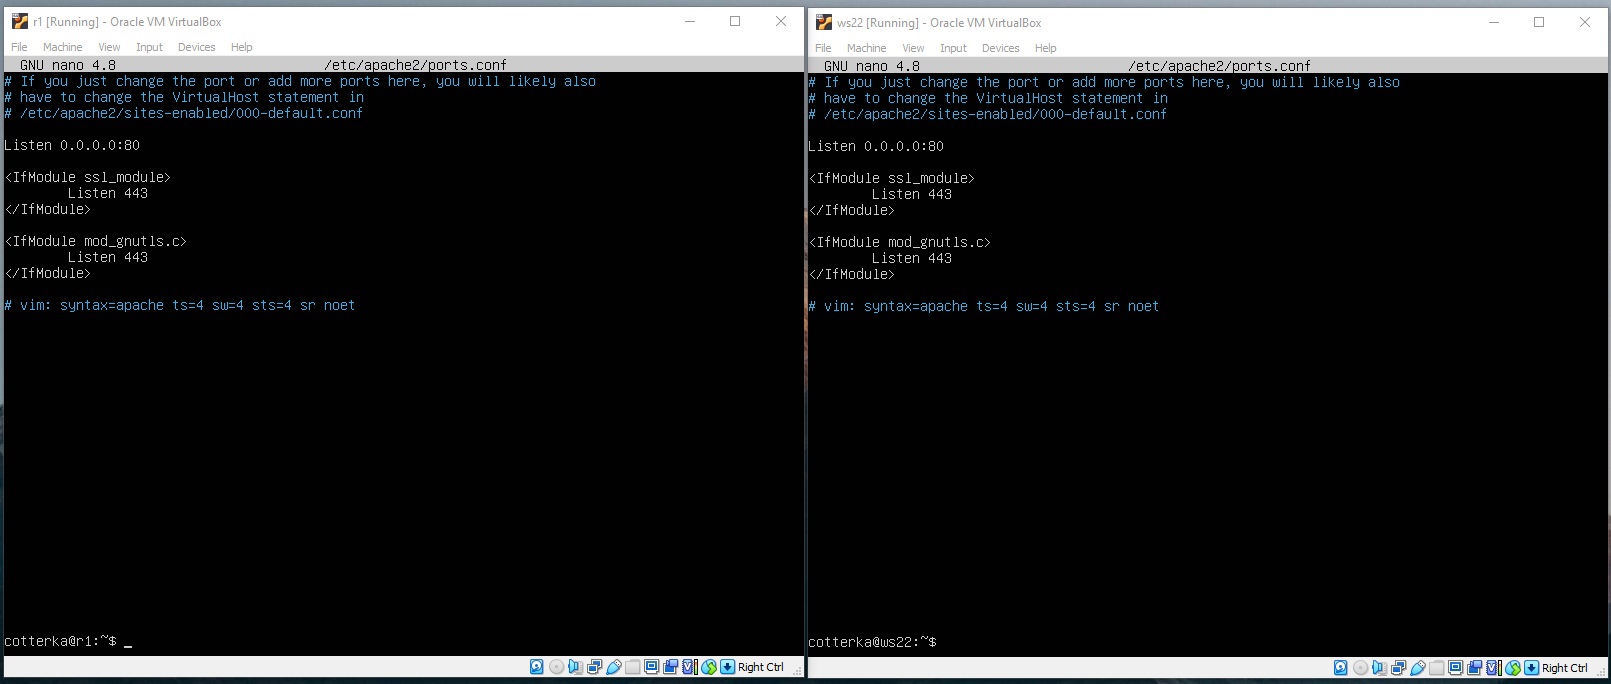 r1 [Running] - Oracle VM VirtualBox
File Machine View Input Devices Help
GNU nano 4.8 /etc/apache2/ports.conf
# If you just change the port or add more ports here, you will likely also
# have to change the VirtualHost statement in
# /etc/apache2/sites-enabled/000-default.conf
Listen 0.0.0.0:80
<IfModule ssl_module>
Listen 443
</IfModule>
<IfModule mod_gnutls.c>
Listen 443
</IfModule>
# vim: syntax=apache ts=4 sw=4 sts=4 sr noet
cotterka@r1:~$ _
Right Ctrl
ws22 [Running] - Oracle VM VirtualBox
File Machine View Input Devices Help
GNU nano 4.8 /etc/apache2/ports.conf
# If you just change the port or add more ports here, you will likely also
# have to change the VirtualHost statement in
# /etc/apache2/sites-enabled/000-default.conf
Listen 0.0.0.0:80
<IfModule ssl_module>
Listen 443
</IfModule>
<IfModule mod_gnutls.c>
Listen 443
</IfModule>
# vim: syntax=apache ts=4 sw=4 sts=4 sr noet
cotterka@ws22:~$
Right Ctrl